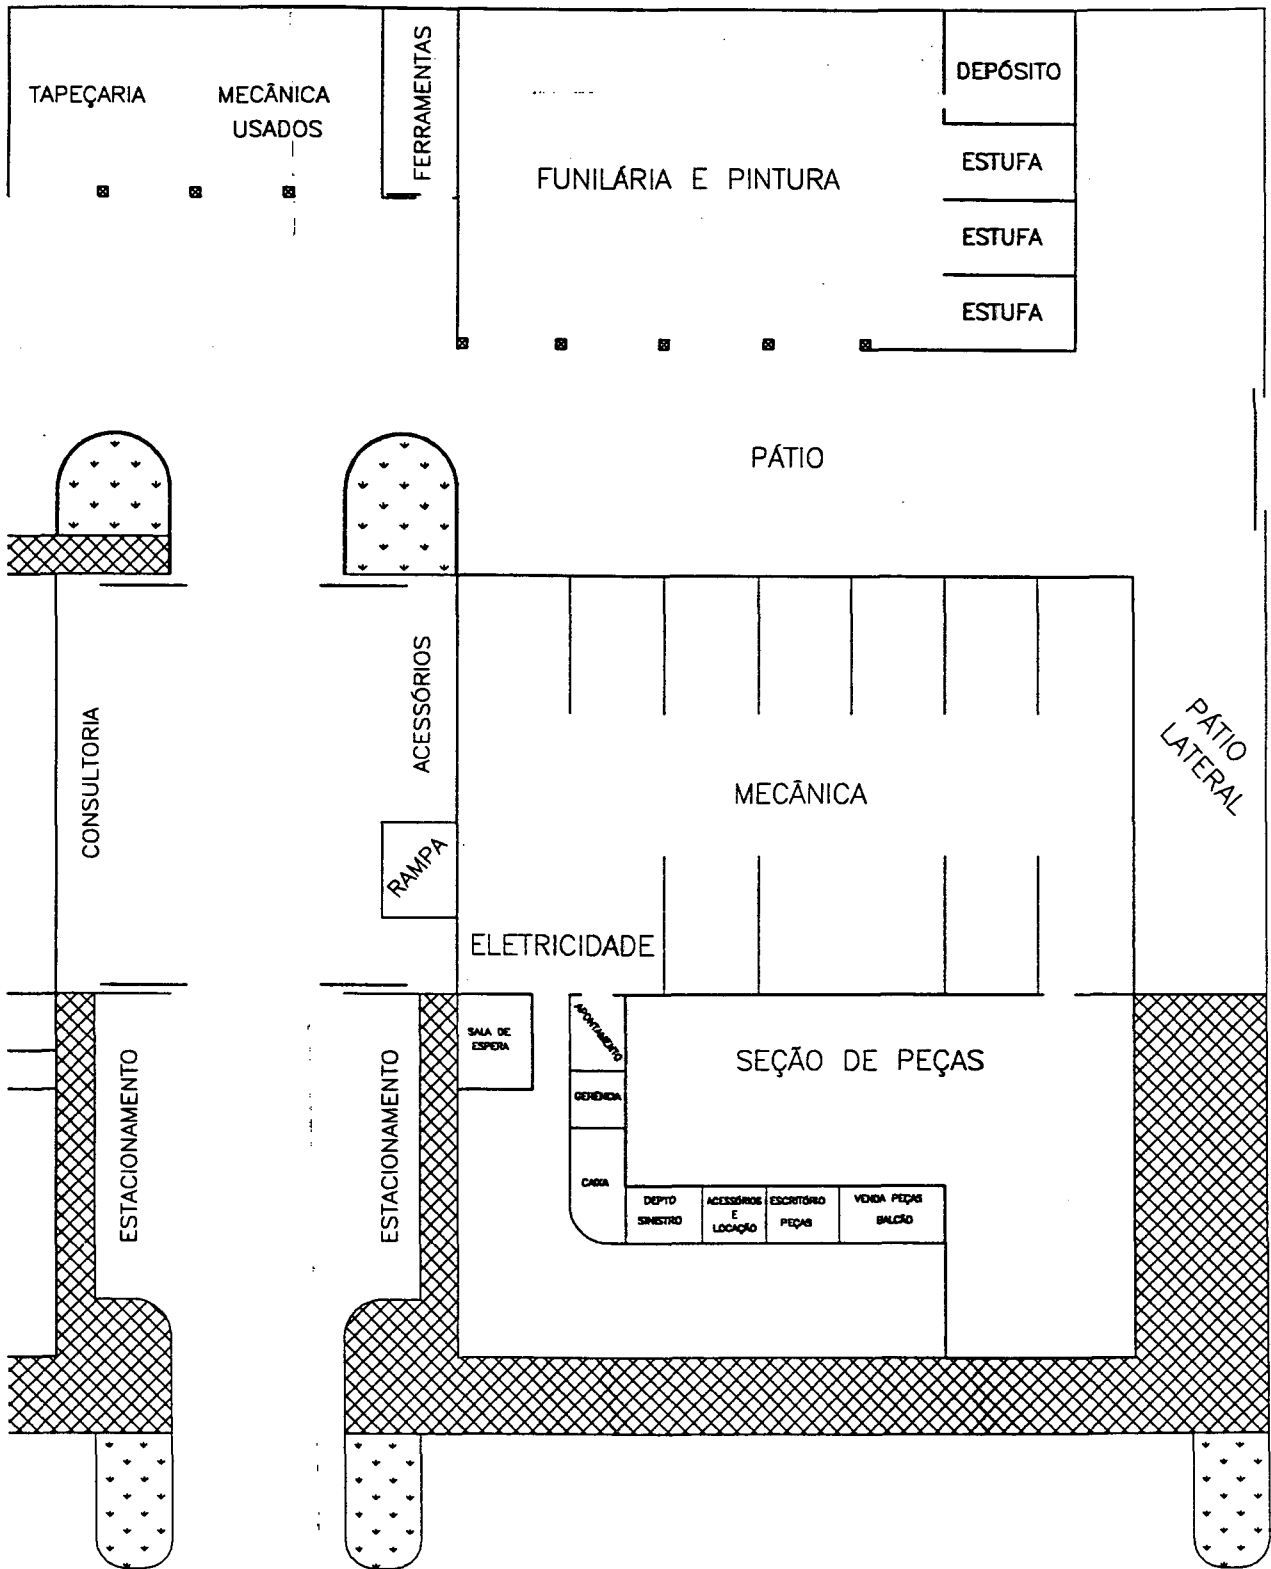 TAPEÇARIA
MECÂNICA
USADOS
FERRAMENTAS
FUNILÁRIA E PINTURA
DEPÓSITO
ESTUFA
ESTUFA
ESTUFA
PÁTIO
CONSULTORIA
ACESSÓRIOS
RAMPA
MECÂNICA
PÁTIO
LATERAL
ELETRICIDADE
ESTACIONAMENTO
ESTACIONAMENTO
SALA DE
ESPERA
APONTAMENTO
GERÊNCIA
CAIXA
SEÇÃO DE PEÇAS
DEPTO
SINISTRO
ACESSÓRIOS
E
LOCAÇÃO
ESCRITÓRIO
PEÇAS
VENDA PEÇAS
BALCÃO